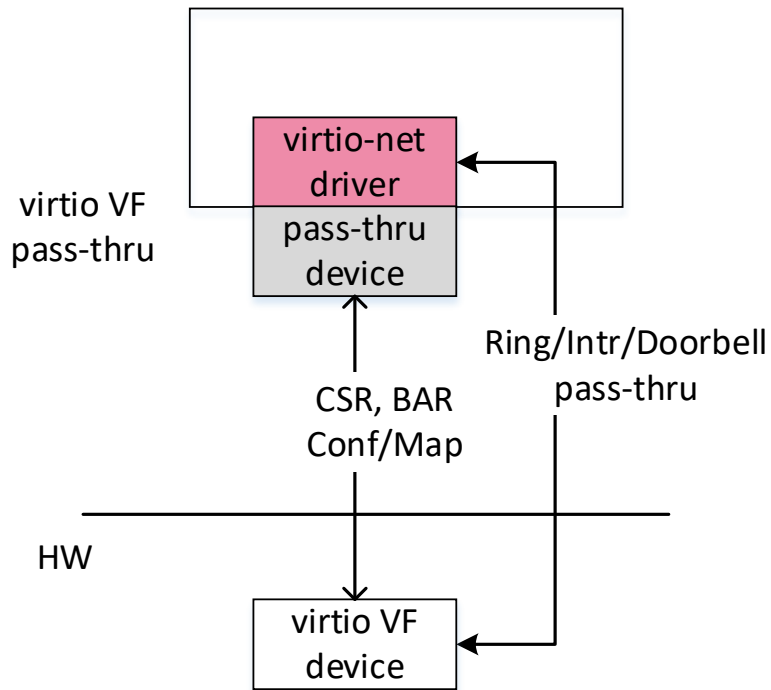 virtio-net
driver
virtio VF
pass-thru
pass-thru
device
Ring/Intr/Doorbell
pass-thru
CSR, BAR
Conf/Map
HW
virtio VF
device